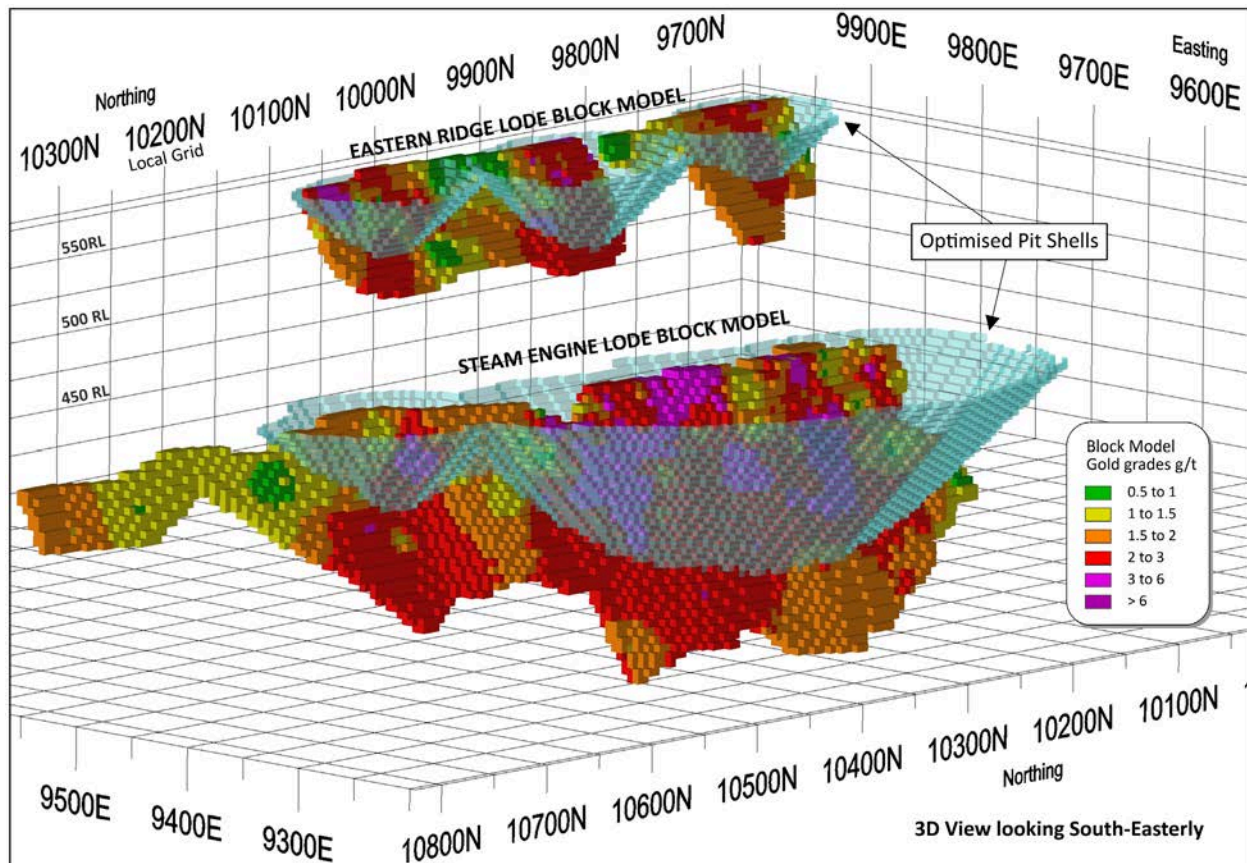 Northing
10300N
10200N
Local Grid
10100N
10000N
9900N
9800N
9700N
9900E
9800E
9700E
9600E
Easting
EASTERN RIDGE LODE BLOCK MODEL
550RL
500 RL
450 RL
Optimised Pit Shells
STEAM ENGINE LODE BLOCK MODEL
Block Model
Gold grades g/t
0.5 to 1
1 to 1.5
1.5 to 2
2 to 3
3 to 6
> 6
9500E
9400E
9300E
10800N
10700N
10600N
10500N
10400N
10300N
10200N
10100N
Northing
3D View looking South-Easterly